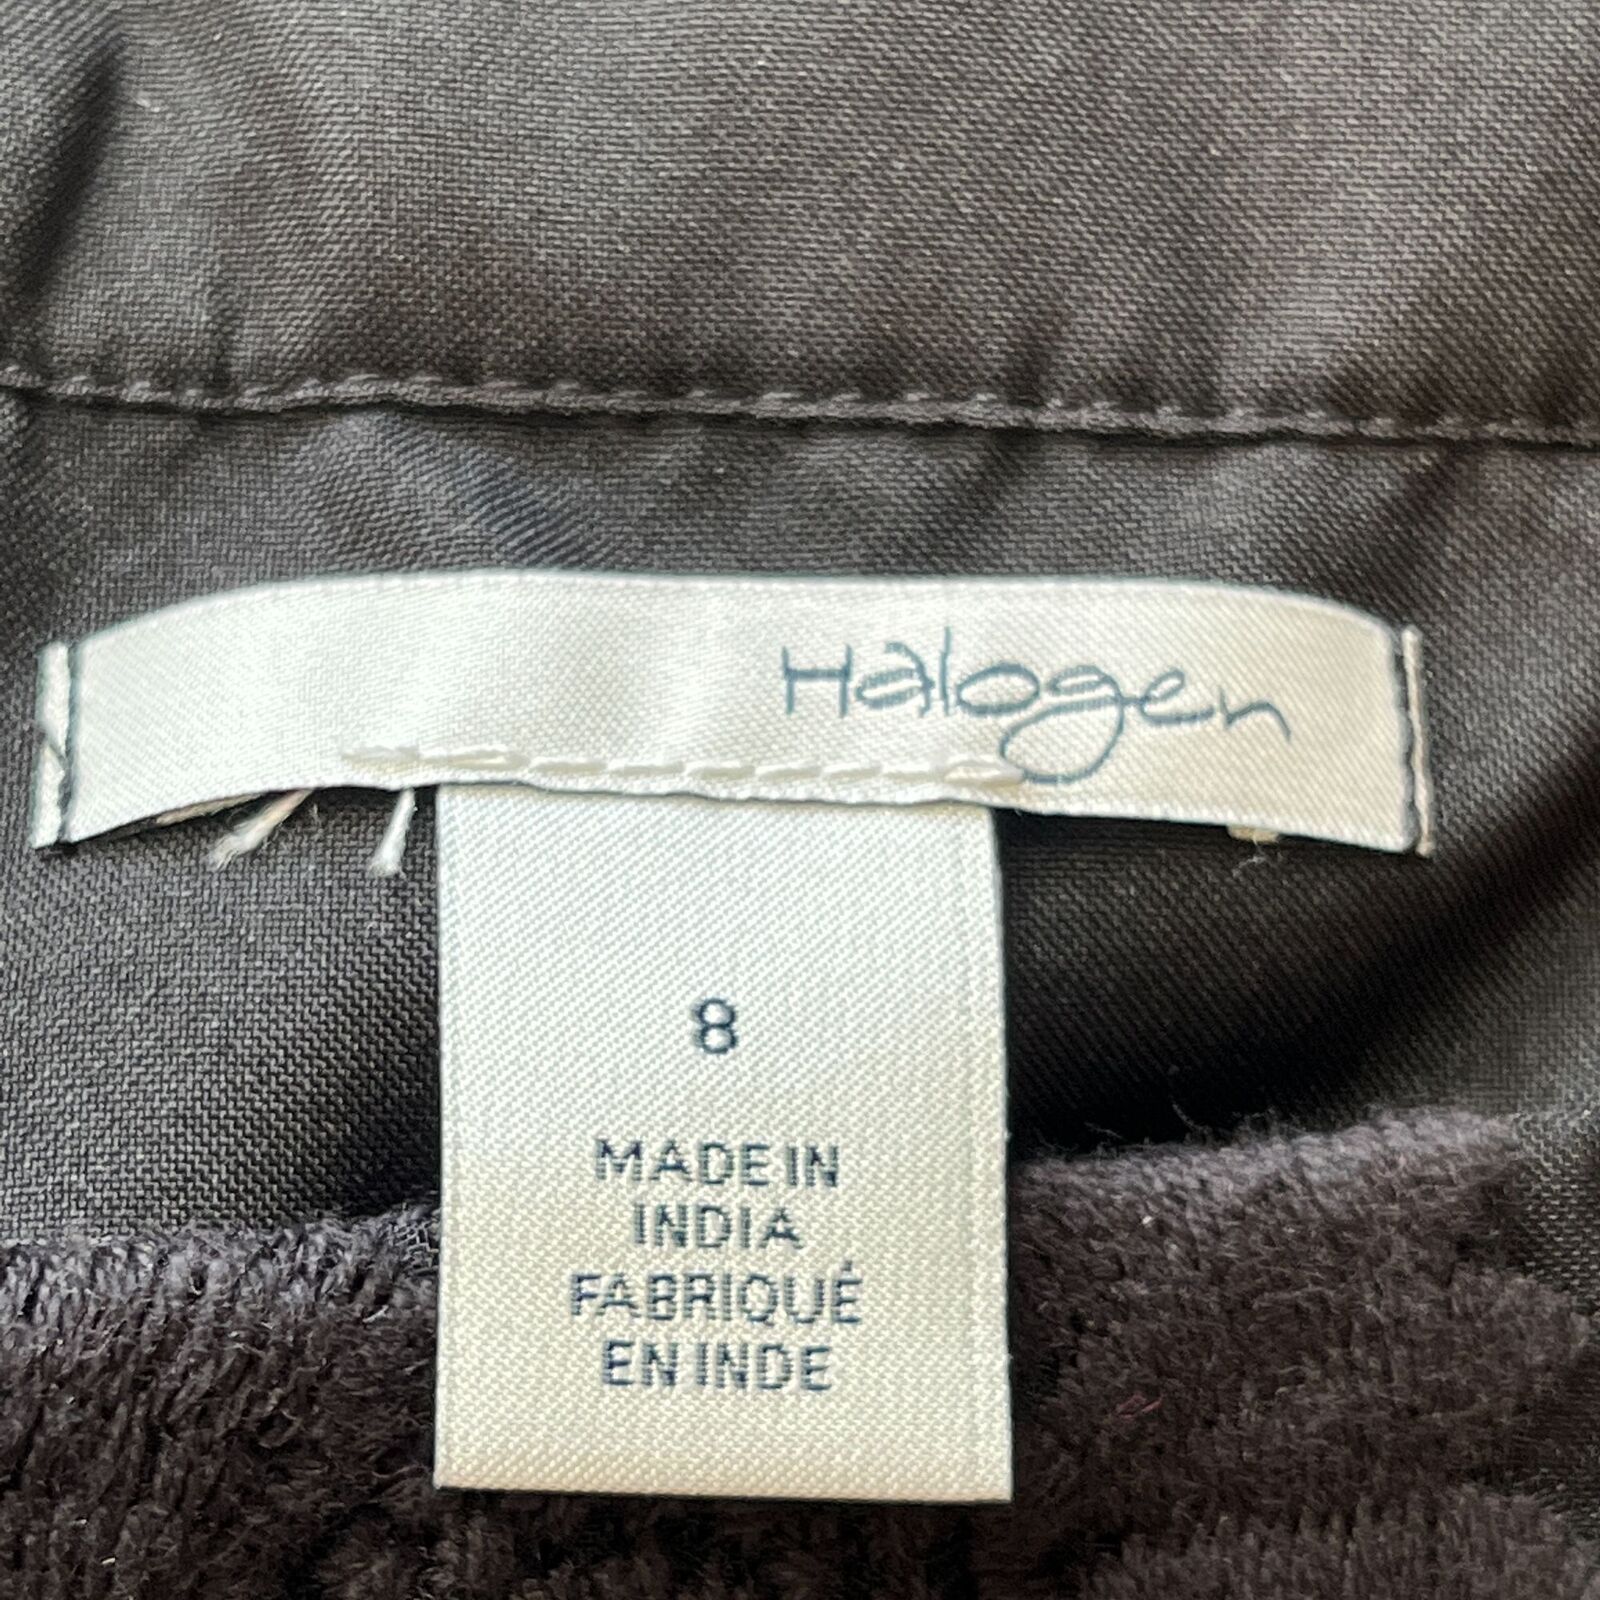 Halogen
8
MADE IN
INDIA
FABRIQUÉ
EN INDE